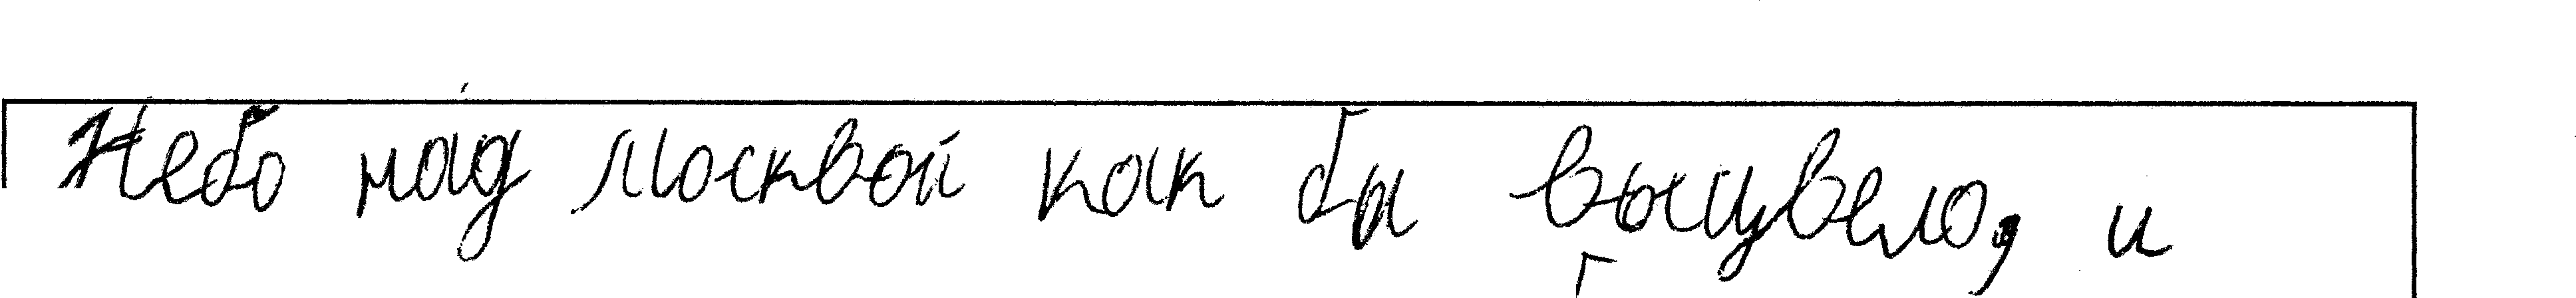 Небо над Москвой как бы выцвело, и